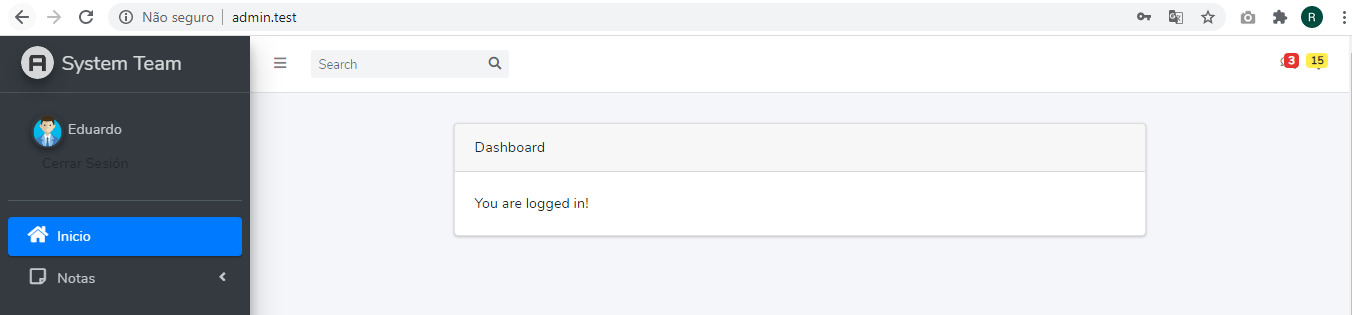 Não seguro
admin.test
R
System Team
Search
3
15
Eduardo
Cerrar Sesión
Dashboard
You are logged in!
Inicio
Notas